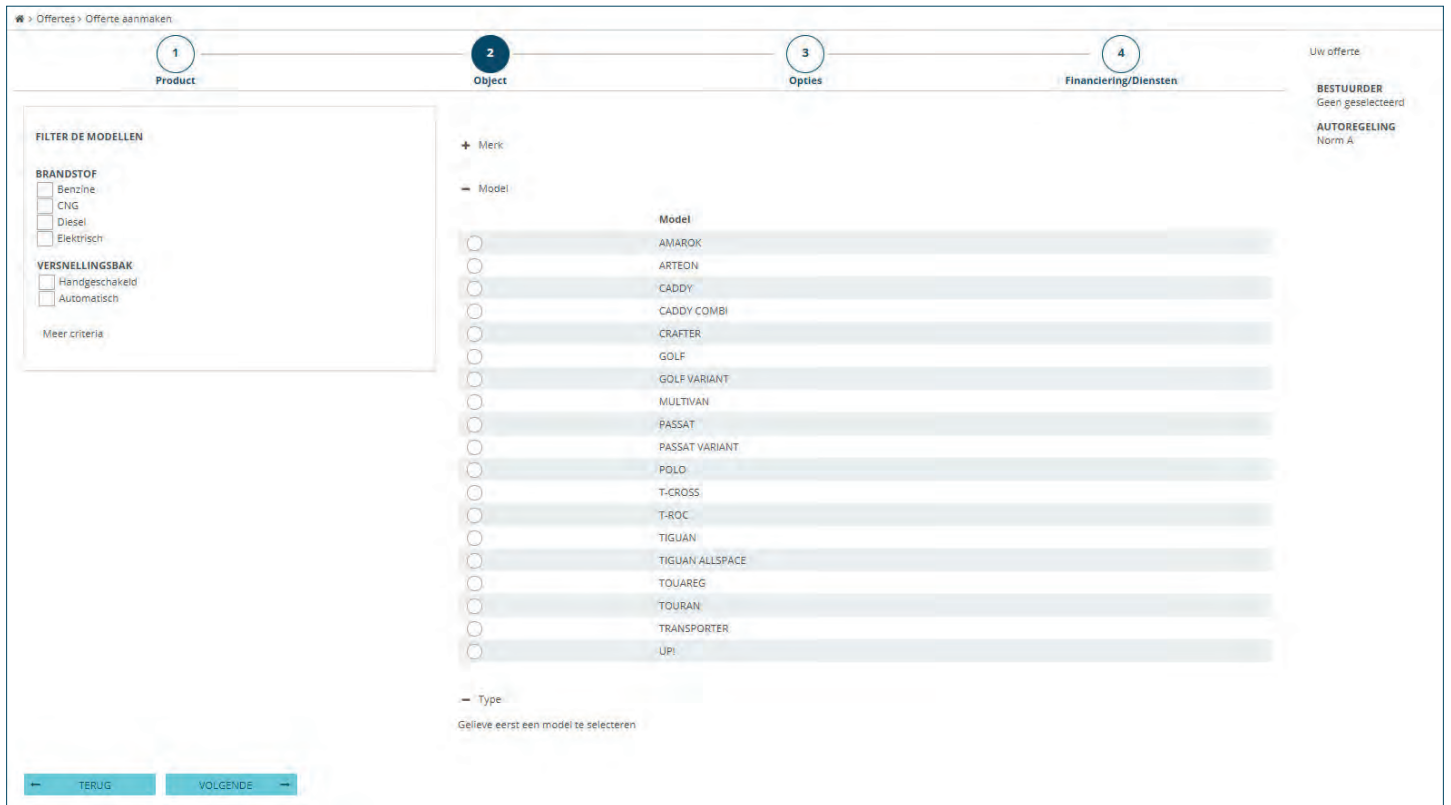 > Offertes > Offerte aanmaken
1
Product
2
Object
3
Opties
4
Financiering/Diensten
Uw offerte
BESTUURDER
Geen geselecteerd
AUTOREGELING
Norm A
FILTER DE MODELLEN
BRANDSTOF
Benzine
CNG
Diesel
Elektrisch
VERSNELLINGSBAK
Handgeschakeld
Automatisch
Meer criteria
+ Merk
− Model
Model
AMAROK
ARTEON
CADDY
CADDY COMBI
CRAFTER
GOLF
GOLF VARIANT
MULTIVAN
PASSAT
PASSAT VARIANT
POLO
T-CROSS
T-ROC
TIGUAN
TIGUAN ALLSPACE
TOUAREG
TOURAN
TRANSPORTER
UP!
− Type
Gelieve eerst een model te selecteren
← TERUG
VOLGENDE →